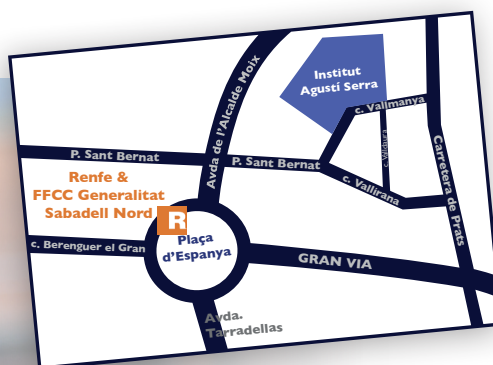 Institut
Agustí Serra
c. Vallmanya
Avda de l'Alcalde Moix
P. Sant Bernat
P. Sant Bernat
c. Vallirana
Carretera de Prats
Renfe &
FFCC Generalitat
Sabadell Nord
R
Plaça
d'Espanya
c. Berenguer el Gran
GRAN VIA
Avda.
Tarradellas